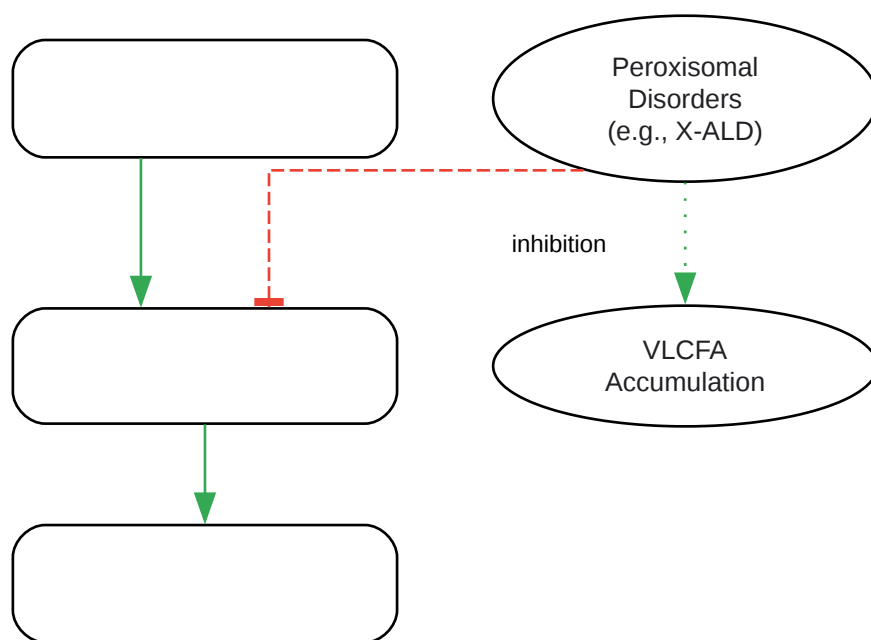 Peroxisomal
Disorders
(e.g., X-ALD)
inhibition
VLCFA
Accumulation